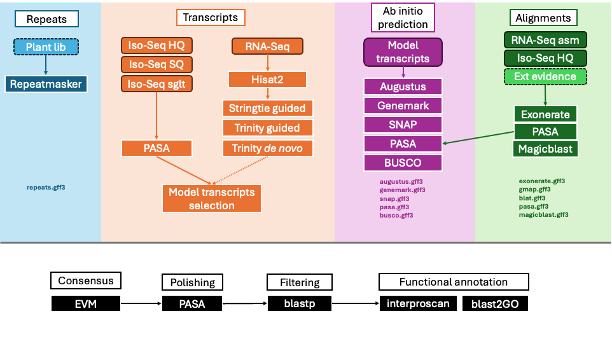 Repeats
Plant lib
Repeatmasker
repeats.gff3
Transcripts
Iso-Seq HQ
Iso-Seq SQ
Iso-Seq sglt
PASA
RNA-Seq
Hisat2
Stringtie guided
Trinity guided
Trinity de novo
Model transcripts
selection
Ab initio
prediction
Model
transcripts
Augustus
Genemark
SNAP
PASA
BUSCO
augustus.gff3
genemark.gff3
snap.gff3
pasa.gff3
busco.gff3
Alignments
RNA-Seq asm
Iso-Seq HQ
Ext evidence
Exonerate
PASA
Magicblast
exonerate.gff3
gmap.gff3
blat.gff3
pasa.gff3
magicblast.gff3
Consensus
EVM
Polishing
PASA
Filtering
blastp
Functional annotation
interproscan
blast2GO